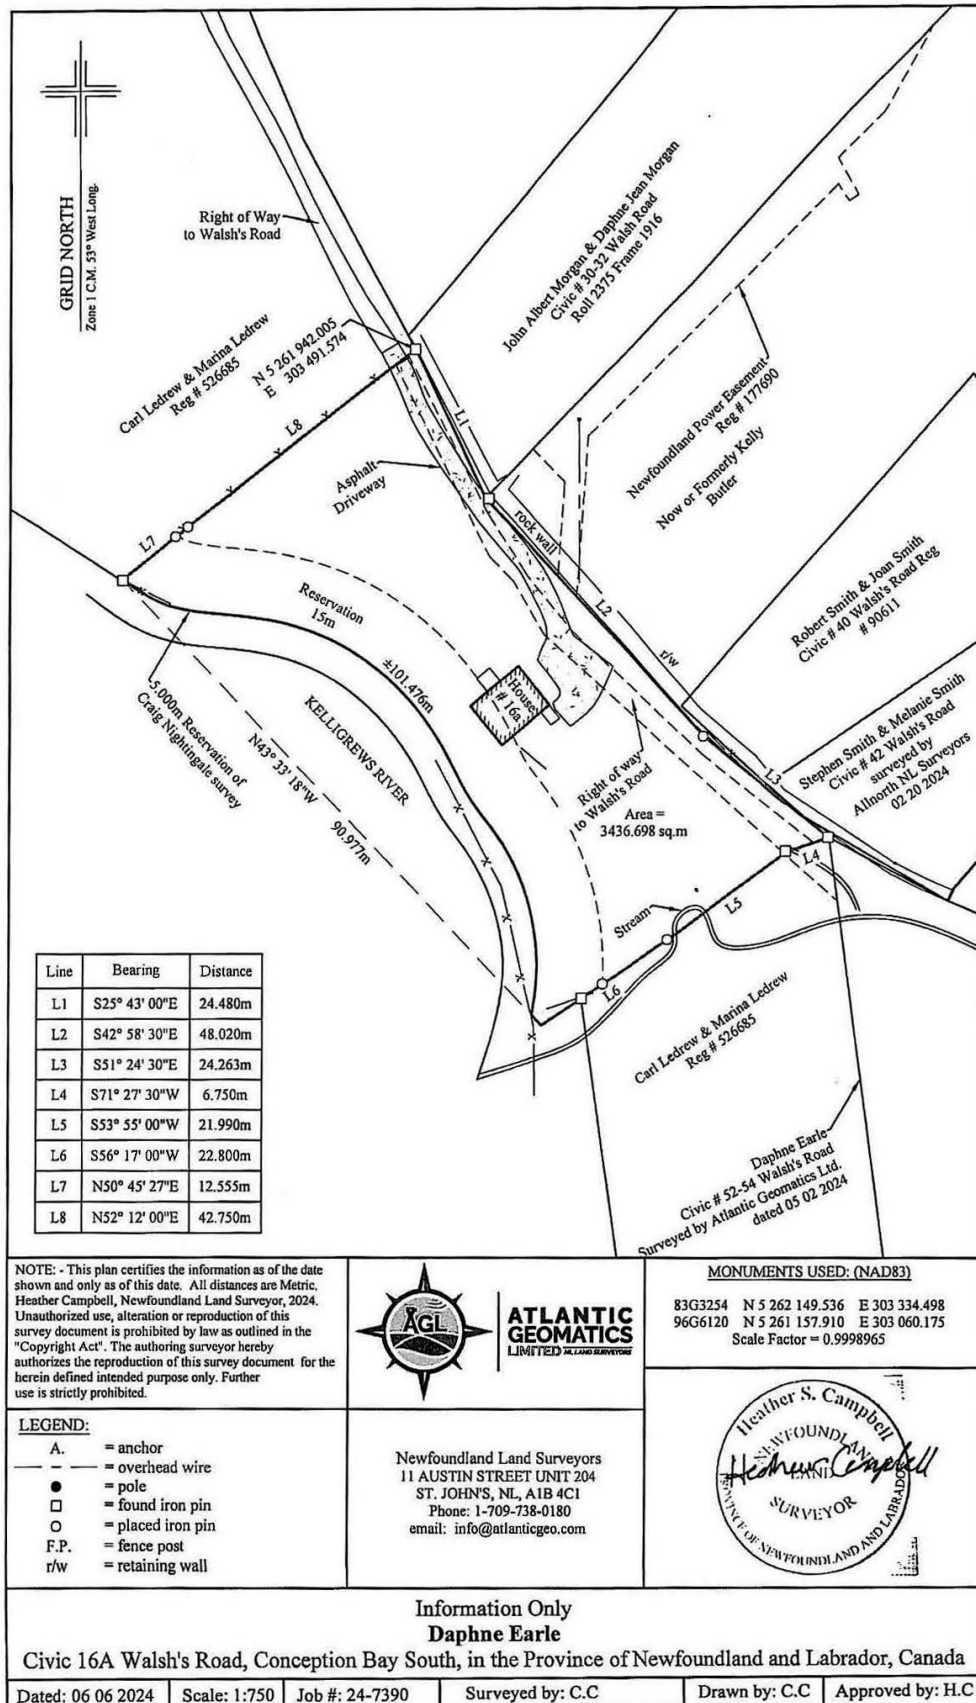 GRID NORTH
Zone 1 C.M. 53° West Long.
Right of Way
to Walsh's Road
John Albert Morgan & Daphne Jean Morgan
Civic # 30-32 Walsh Road
Roll 2375 Frame 1916
Carl Ledrew & Marina Ledrew
Reg # 526685
N 5 261 942.005
E 303 491.574
L1
L8
Newfoundland Power Easement
Reg # 177690
Now or Formerly Kelly
Butler
Asphalt
Driveway
rock wall
L7
L2
Reservation
15m
r/w
Robert Smith & Joan Smith
Civic # 40 Walsh's Road Reg
# 90611
±101.476m
House
# 16a
KELLIGREWS RIVER
5.000m Reservation of
Craig Nightingale survey
N43° 33' 18"W
90.977m
Stephen Smith & Melanie Smith
Civic # 42 Walsh's Road
surveyed by
Allnorth NL Surveyors
02 20 2024
L3
Right of way
to Walsh's Road
Area =
3436.698 sq.m
L4
L5
Stream
L6
Carl Ledrew & Marina Ledrew
Reg # 526685
Daphne Earle
Civic # 52-54 Walsh's Road
Surveyed by Atlantic Geomatics Ltd.
dated 05 02 2024
Line Bearing Distance
L1 S25° 43' 00"E 24.480m
L2 S42° 58' 30"E 48.020m
L3 S51° 24' 30"E 24.263m
L4 S71° 27' 30"W 6.750m
L5 S53° 55' 00"W 21.990m
L6 S56° 17' 00"W 22.800m
L7 N50° 45' 27"E 12.555m
L8 N52° 12' 00"E 42.750m
NOTE: - This plan certifies the information as of the date
shown and only as of this date. All distances are Metric.
Heather Campbell, Newfoundland Land Surveyor, 2024.
Unauthorized use, alteration or reproduction of this
survey document is prohibited by law as outlined in the
"Copyright Act". The authoring surveyor hereby
authorizes the reproduction of this survey document for the
herein defined intended purpose only. Further
use is strictly prohibited.
AGL
ATLANTIC
GEOMATICS
LIMITED NL LAND SURVEYORS
MONUMENTS USED: (NAD83)
83G3254 N 5 262 149.536 E 303 334.498
96G6120 N 5 261 157.910 E 303 060.175
Scale Factor = 0.9998965
LEGEND:
A. = anchor
= overhead wire
= pole
= found iron pin
= placed iron pin
F.P. = fence post
r/w = retaining wall
Newfoundland Land Surveyors
11 AUSTIN STREET UNIT 204
ST. JOHN'S, NL, A1B 4C1
Phone: 1-709-738-0180
email: info@atlanticgeo.com
Heather S. Campbell
NEWFOUNDLAND
LAND
SURVEYOR
PROVINCE OF NEWFOUNDLAND AND LABRADOR
Heather Campbell
Information Only
Daphne Earle
Civic 16A Walsh's Road, Conception Bay South, in the Province of Newfoundland and Labrador, Canada
Dated: 06 06 2024 Scale: 1:750 Job #: 24-7390 Surveyed by: C.C Drawn by: C.C Approved by: H.C